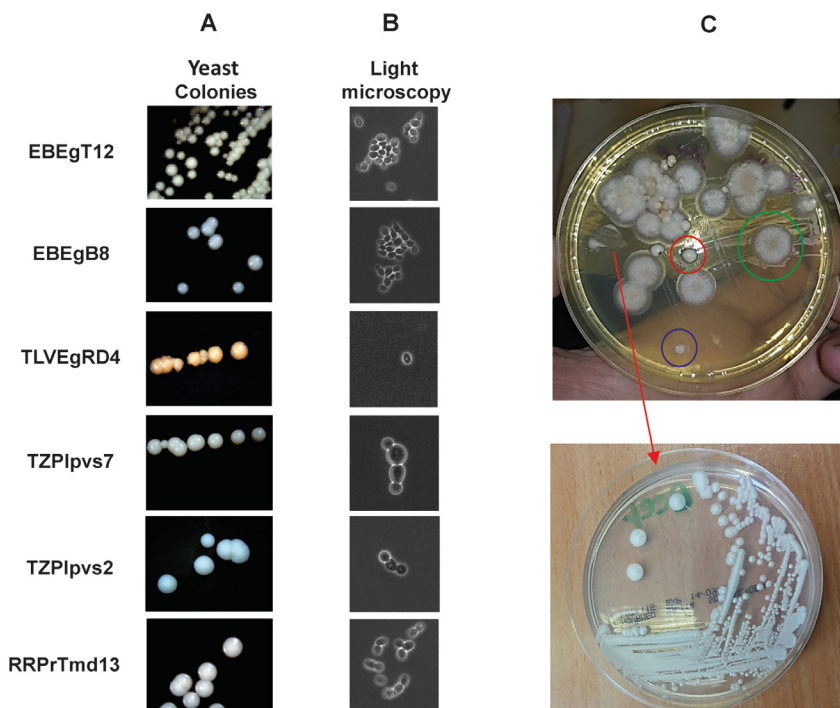 A
B
C
Yeast
Colonies
Light
microscopy
EBEgT12
EBEgB8
TLVEgRD4
TZPlpvs7
TZPlpvs2
RRPrTmd13